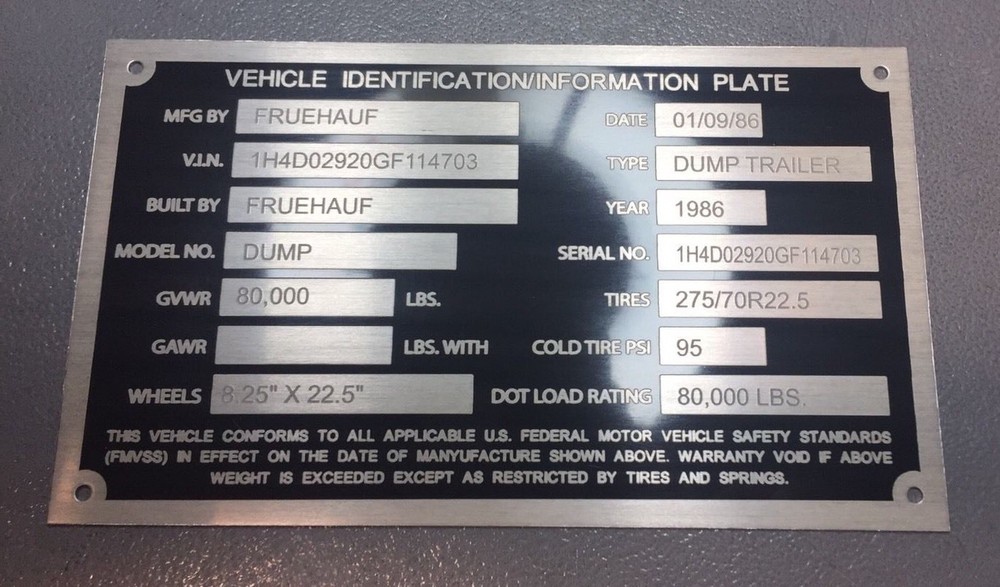 VEHICLE IDENTIFICATION/INFORMATION PLATE
MFG BY FRUEHAUF DATE 01/09/86
V.I.N. 1H4D02920GF114703 TYPE DUMP TRAILER
BUILT BY FRUEHAUF YEAR 1986
MODEL NO. DUMP SERIAL NO. 1H4D02920GF114703
GVWR 80,000 LBS. TIRES 275/70R22.5
GAWR LBS. WITH COLD TIRE PSI 95
WHEELS 8.25" X 22.5" DOT LOAD RATING 80,000 LBS.
THIS VEHICLE CONFORMS TO ALL APPLICABLE U.S. FEDERAL MOTOR VEHICLE SAFETY STANDARDS
(FMVSS) IN EFFECT ON THE DATE OF MANYUFACTURE SHOWN ABOVE. WARRANTY VOID IF ABOVE
WEIGHT IS EXCEEDED EXCEPT AS RESTRICTED BY TIRES AND SPRINGS.